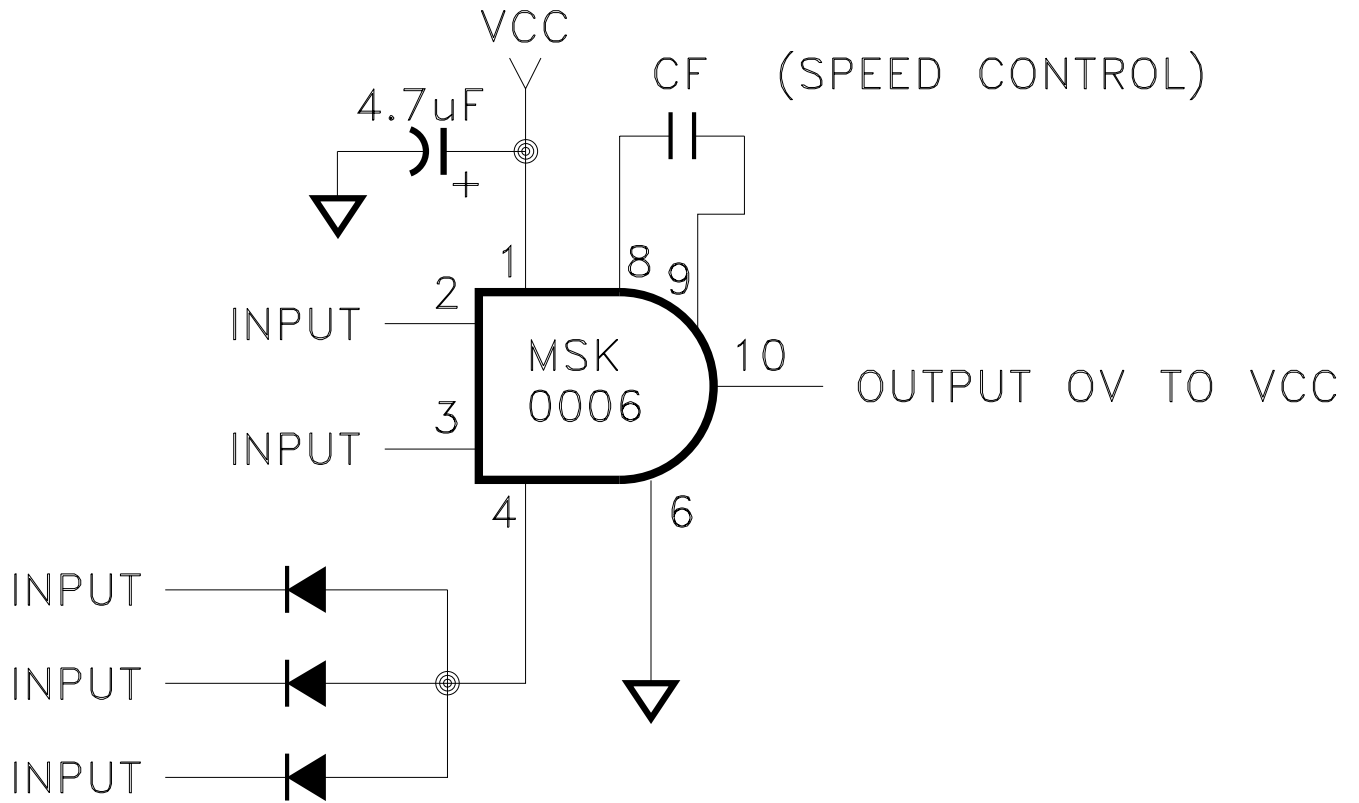 VCC
CF (SPEED CONTROL)
4.7uF
+
1
8
9
2
INPUT
MSK
0006
10
OUTPUT 0V TO VCC
3
INPUT
4
6
INPUT
INPUT
INPUT